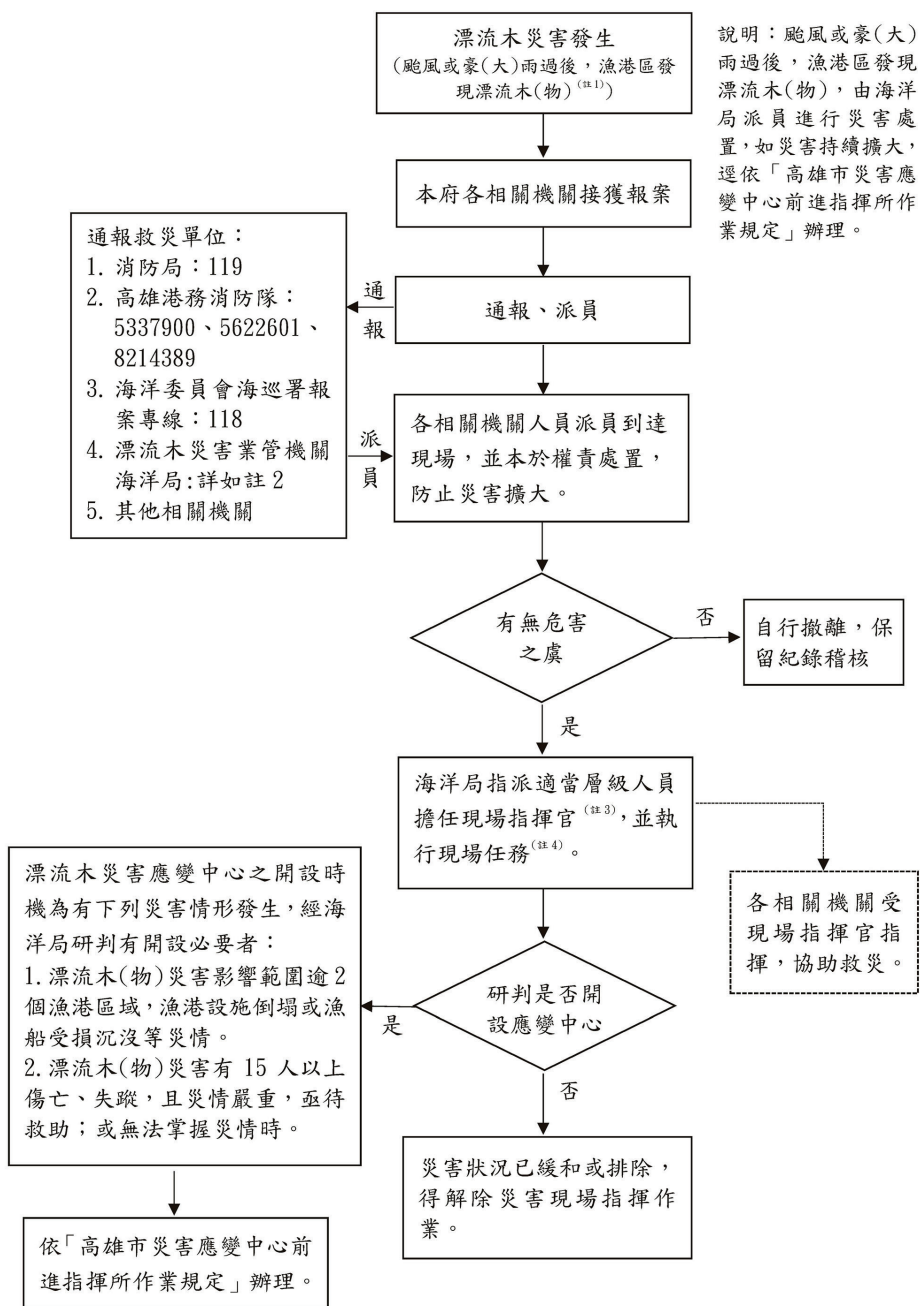 漂流木災害發生
(颱風或豪(大)雨過後，漁港區發
現漂流木(物)(註1))
說明：颱風或豪(大)
雨過後，漁港區發現
漂流木(物)，由海洋
局派員進行災害處
置，如災害持續擴大，
逕依「高雄市災害應
變中心前進指揮所作
業規定」辦理。
本府各相關機關接獲報案
通報、派員
通
報
通報救災單位：
1. 消防局：119
2. 高雄港務消防隊：
5337900、5622601、
8214389
3. 海洋委員會海巡署報
案專線：118
4. 漂流木災害業管機關
海洋局:詳如註 2
5. 其他相關機關
派
員
各相關機關人員派員到達
現場，並本於權責處置，
防止災害擴大。
有無危害
之虞
否
自行撤離，保
留紀錄稽核
是
海洋局指派適當層級人員
擔任現場指揮官(註3)，並執
行現場任務(註4)。
各相關機關受
現場指揮官指
揮，協助救災。
研判是否開
設應變中心
是
漂流木災害應變中心之開設時
機為有下列災害情形發生，經海
洋局研判有開設必要者：
1.漂流木(物)災害影響範圍逾 2
個漁港區域，漁港設施倒塌或漁
船受損沉沒等災情。
2.漂流木(物)災害有 15 人以上
傷亡、失蹤，且災情嚴重，亟待
救助；或無法掌握災情時。
否
災害狀況已緩和或排除，
得解除災害現場指揮作
業。
依「高雄市災害應變中心前
進指揮所作業規定」辦理。